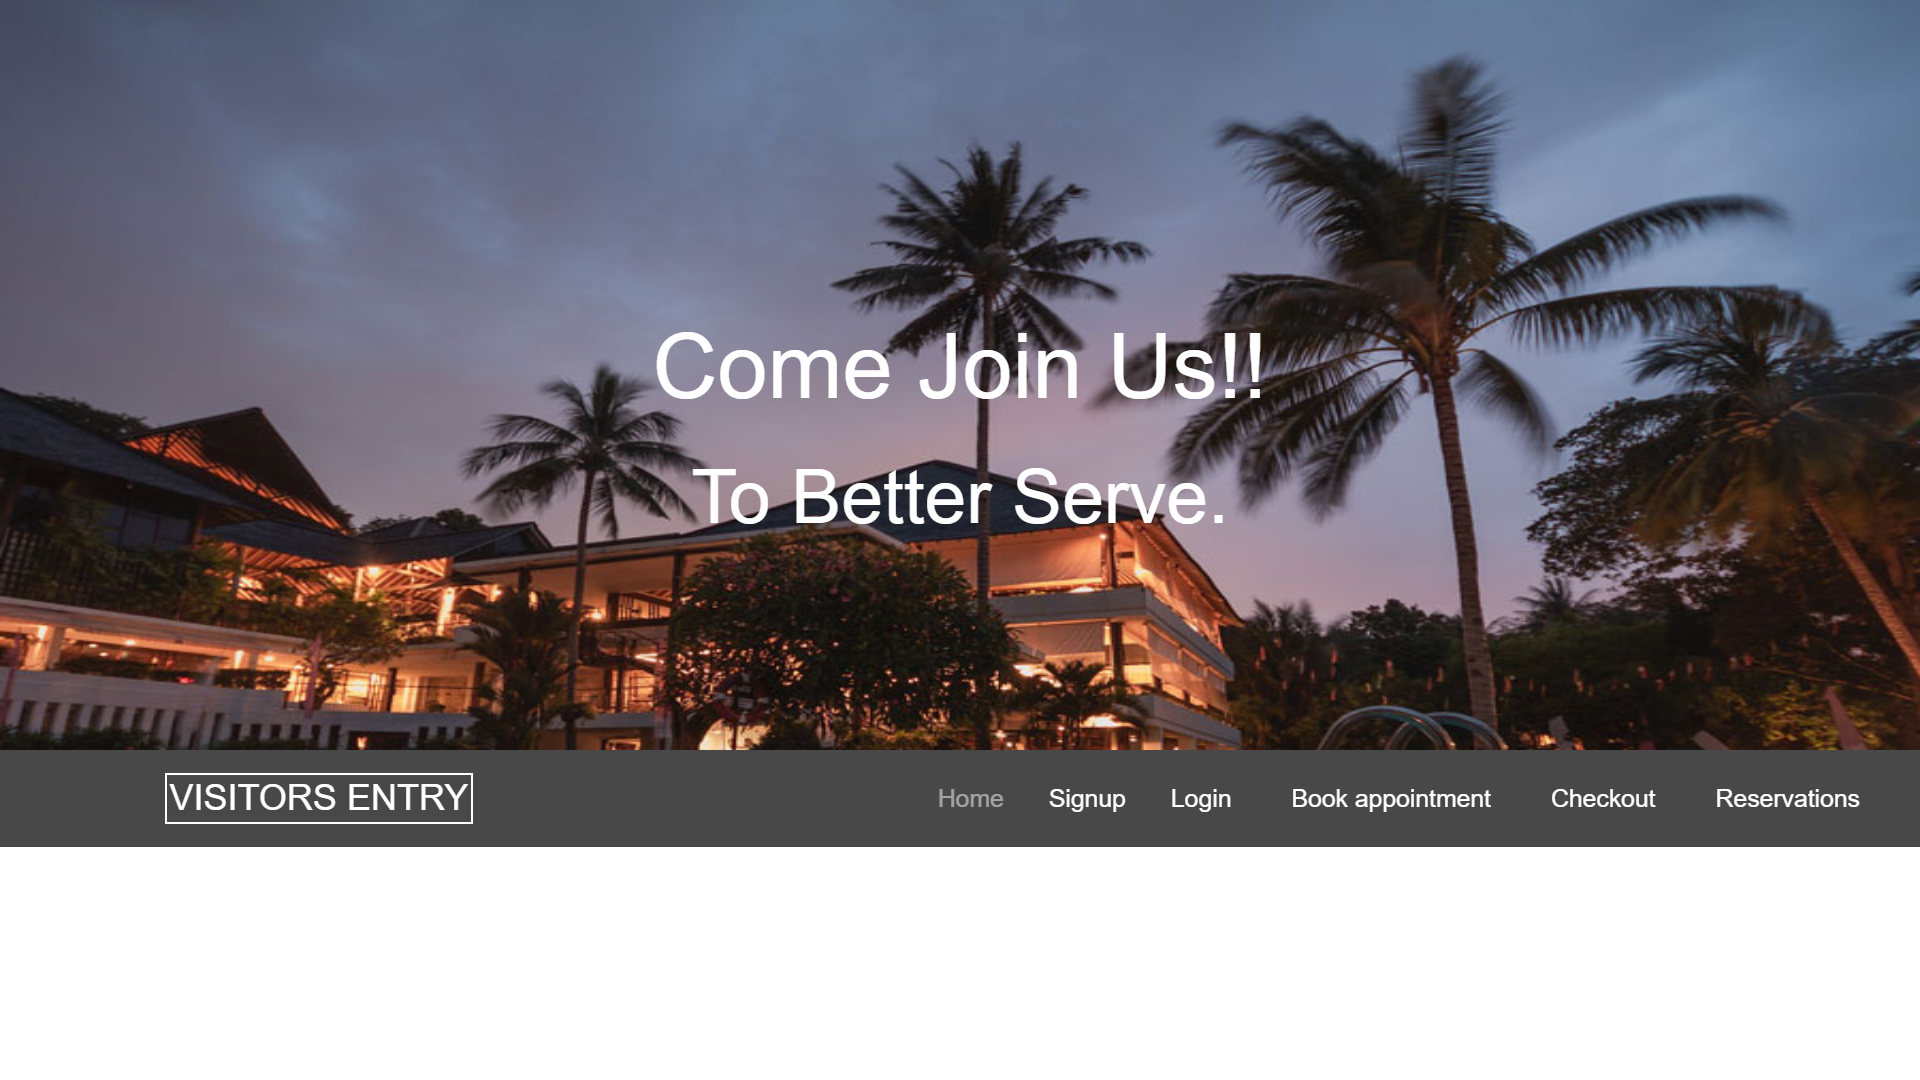 Come Join Us!!
To Better Serve.
VISITORS ENTRY
Home Signup Login Book appointment Checkout Reservations